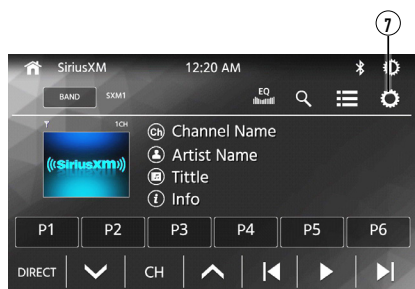 7
SiriusXM 12:20 AM
BAND SXM1 EQ
1CH
((SiriusXM))
Ch Channel Name
Artist Name
Tittle
i Info
P1 P2 P3 P4 P5 P6
DIRECT CH